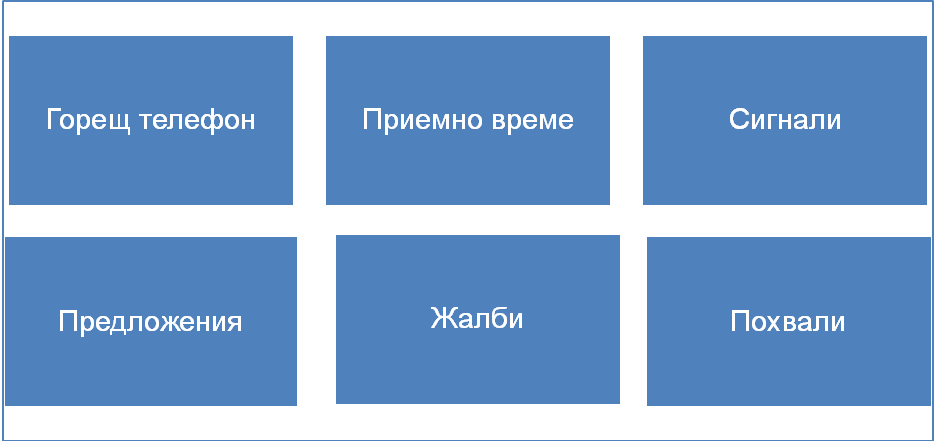 Горещ телефон
Приемно време
Сигнали
Предложения
Жалби
Похвали